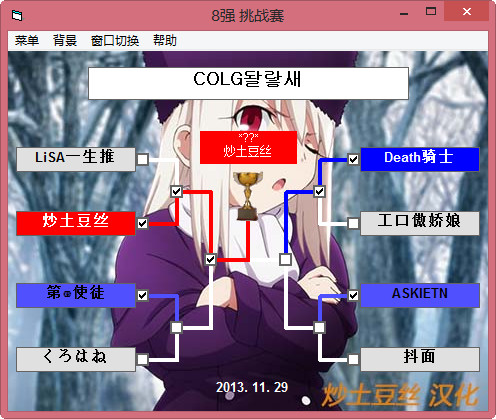 8强 挑战赛
菜单 背景 窗口切换 帮助
COLG돨랗새
*??*
炒土豆丝
LiSA一生推
Death骑士
炒土豆丝
工口傲娇娘
第@使徒
ASKIETN
くろはね
抖面
2013. 11. 29
炒土豆丝 汉化